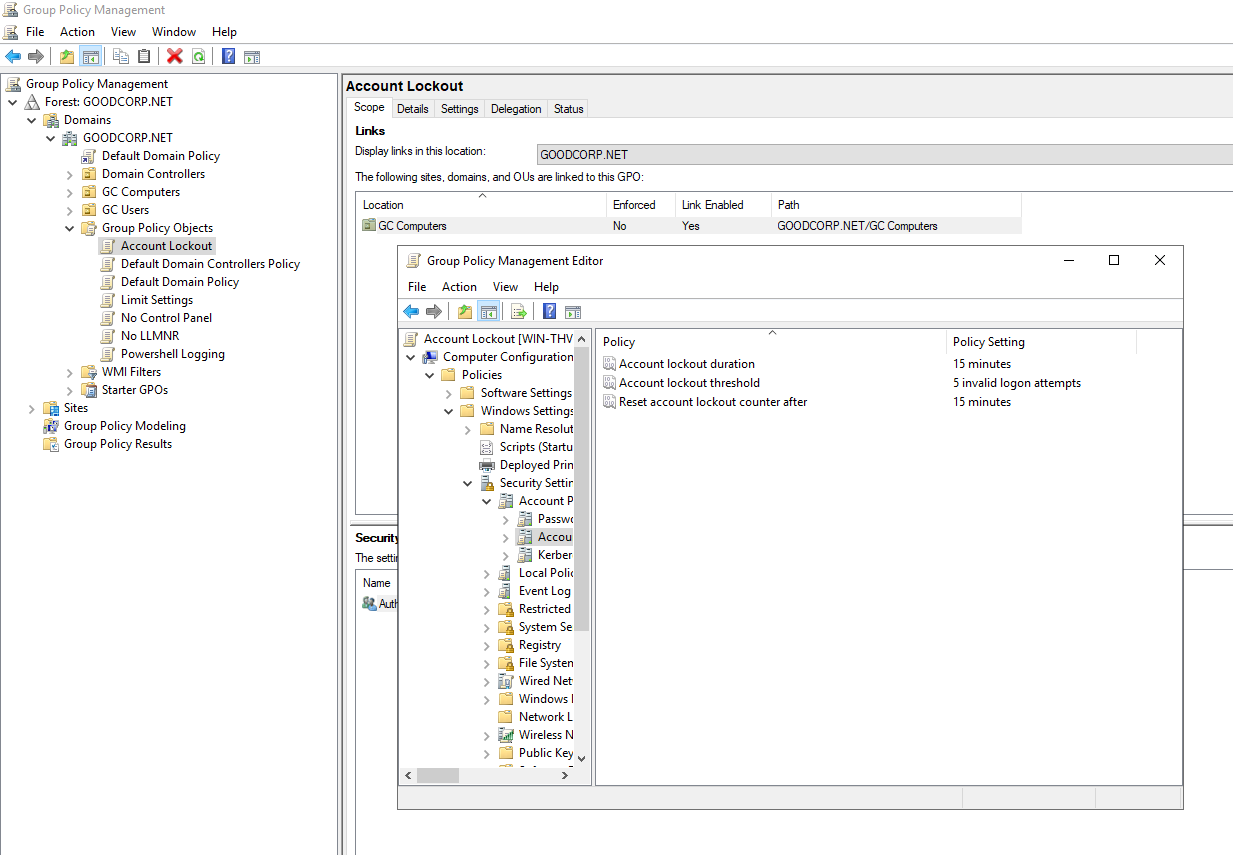 Group Policy Management
File Action View Window Help
Group Policy Management
Forest: GOODCORP.NET
Domains
GOODCORP.NET
Default Domain Policy
Domain Controllers
GC Computers
GC Users
Group Policy Objects
Account Lockout
Default Domain Controllers Policy
Default Domain Policy
Limit Settings
No Control Panel
No LLMNR
Powershell Logging
WMI Filters
Starter GPOs
Sites
Group Policy Modeling
Group Policy Results
Account Lockout
Scope Details Settings Delegation Status
Links
Display links in this location: GOODCORP.NET
The following sites, domains, and OUs are linked to this GPO:
Location Enforced Link Enabled Path
GC Computers No Yes GOODCORP.NET/GC Computers
Security
The settin
Name
Auth
Group Policy Management Editor
File Action View Help
Account Lockout [WIN-THV
Computer Configuration
Policies
Software Settings
Windows Settings
Name Resolut
Scripts (Startu
Deployed Prin
Security Settin
Account P
Passwo
Accou
Kerber
Local Polic
Event Log
Restricted
System Se
Registry
File System
Wired Net
Windows
Network L
Wireless N
Public Key
Policy Policy Setting
Account lockout duration 15 minutes
Account lockout threshold 5 invalid logon attempts
Reset account lockout counter after 15 minutes